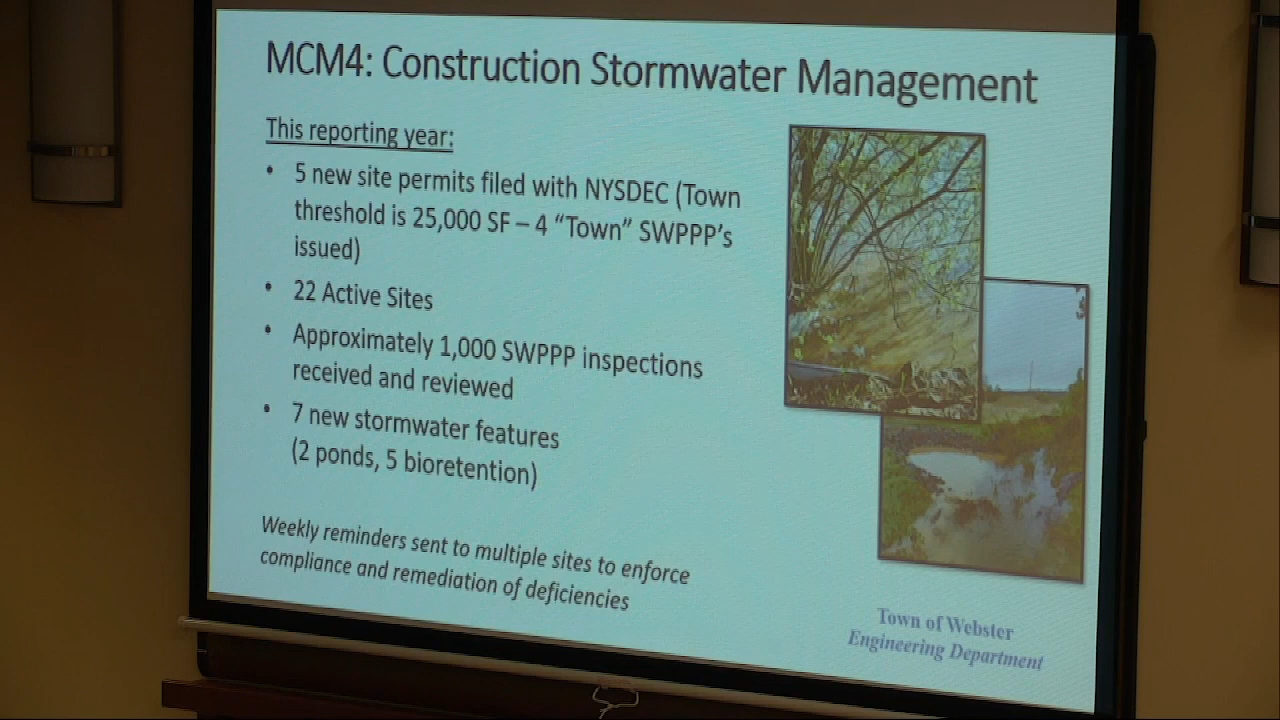 MCM4: Construction Stormwater Management
This reporting year:
• 5 new site permits filed with NYSDEC (Town
threshold is 25,000 SF – 4 “Town” SWPPP’s
issued)
• 22 Active Sites
• Approximately 1,000 SWPPP inspections
received and reviewed
• 7 new stormwater features
(2 ponds, 5 bioretention)
Weekly reminders sent to multiple sites to enforce
compliance and remediation of deficiencies
Town of Webster
Engineering Department